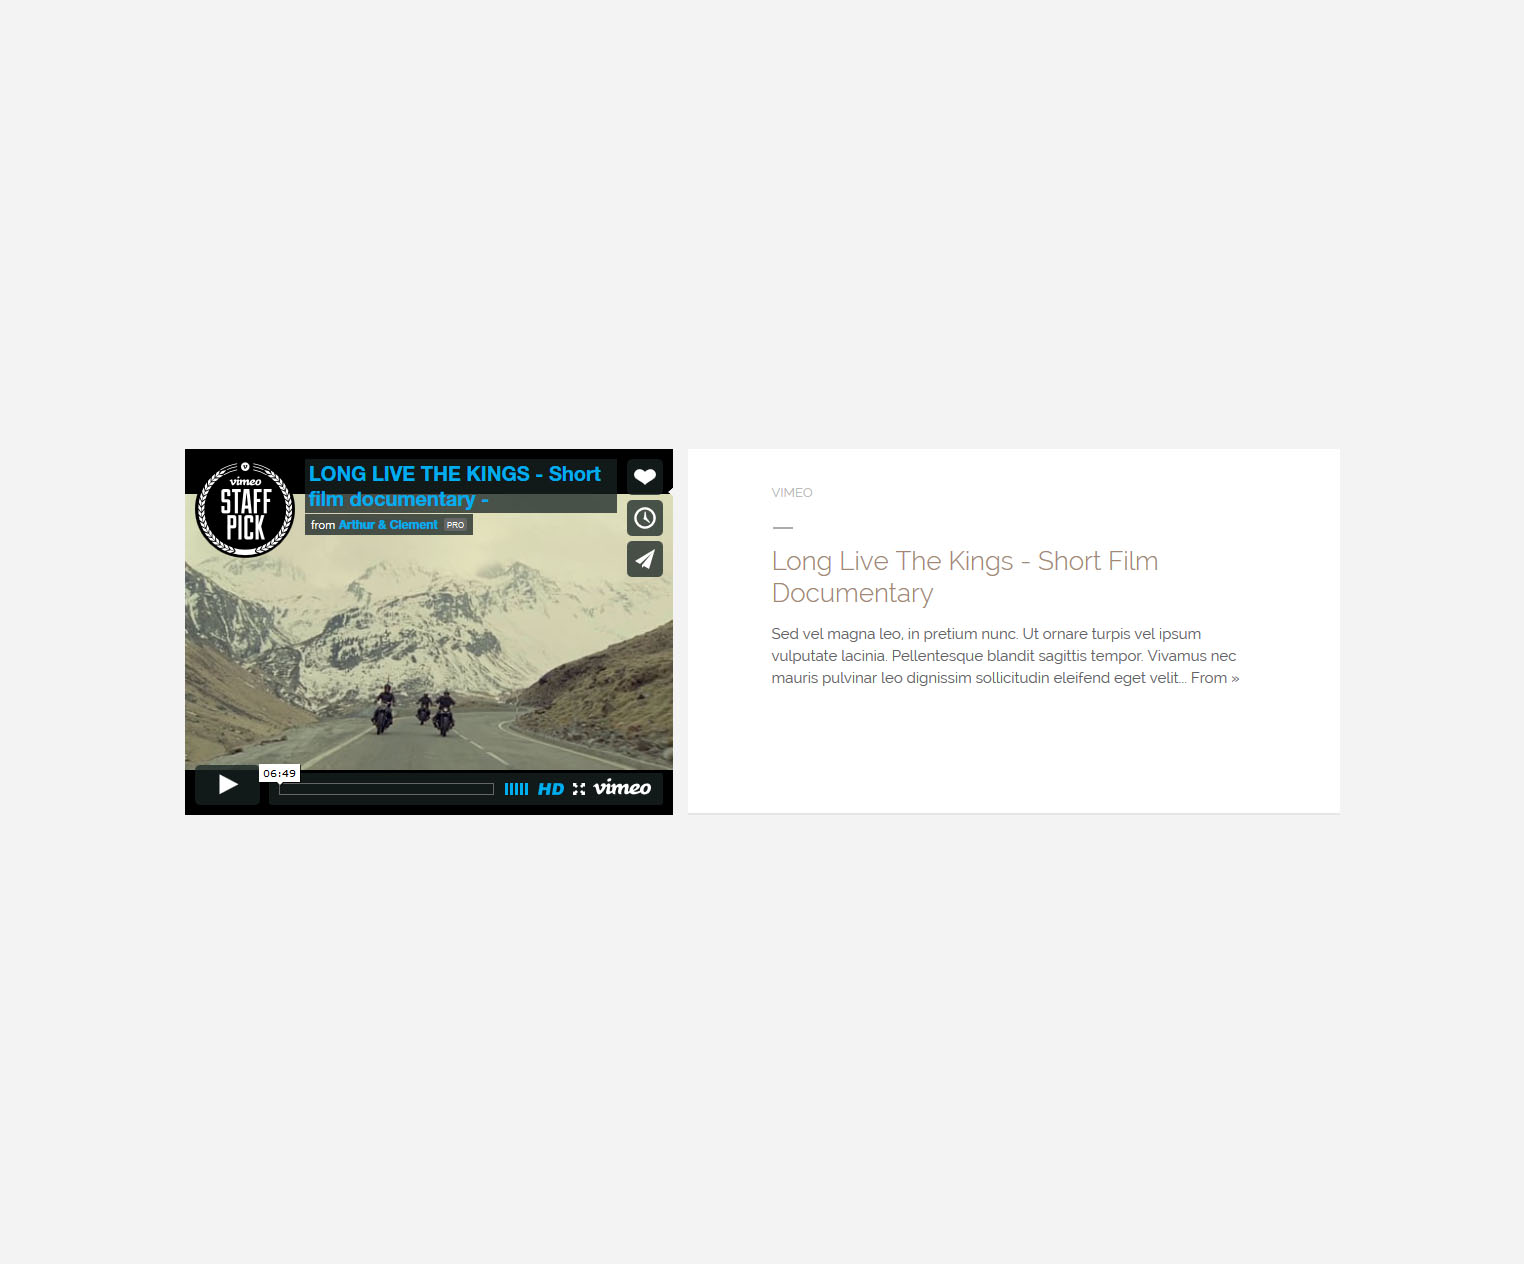 vimeo
STAFF
PICK
LONG LIVE THE KINGS - Short
film documentary -
from Arthur & Clement PRO
06:49
HD vimeo
VIMEO
Long Live The Kings - Short Film
Documentary
Sed vel magna leo, in pretium nunc. Ut ornare turpis vel ipsum
vulputate lacinia. Pellentesque blandit sagittis tempor. Vivamus nec
mauris pulvinar leo dignissim sollicitudin eleifend eget velit... From »